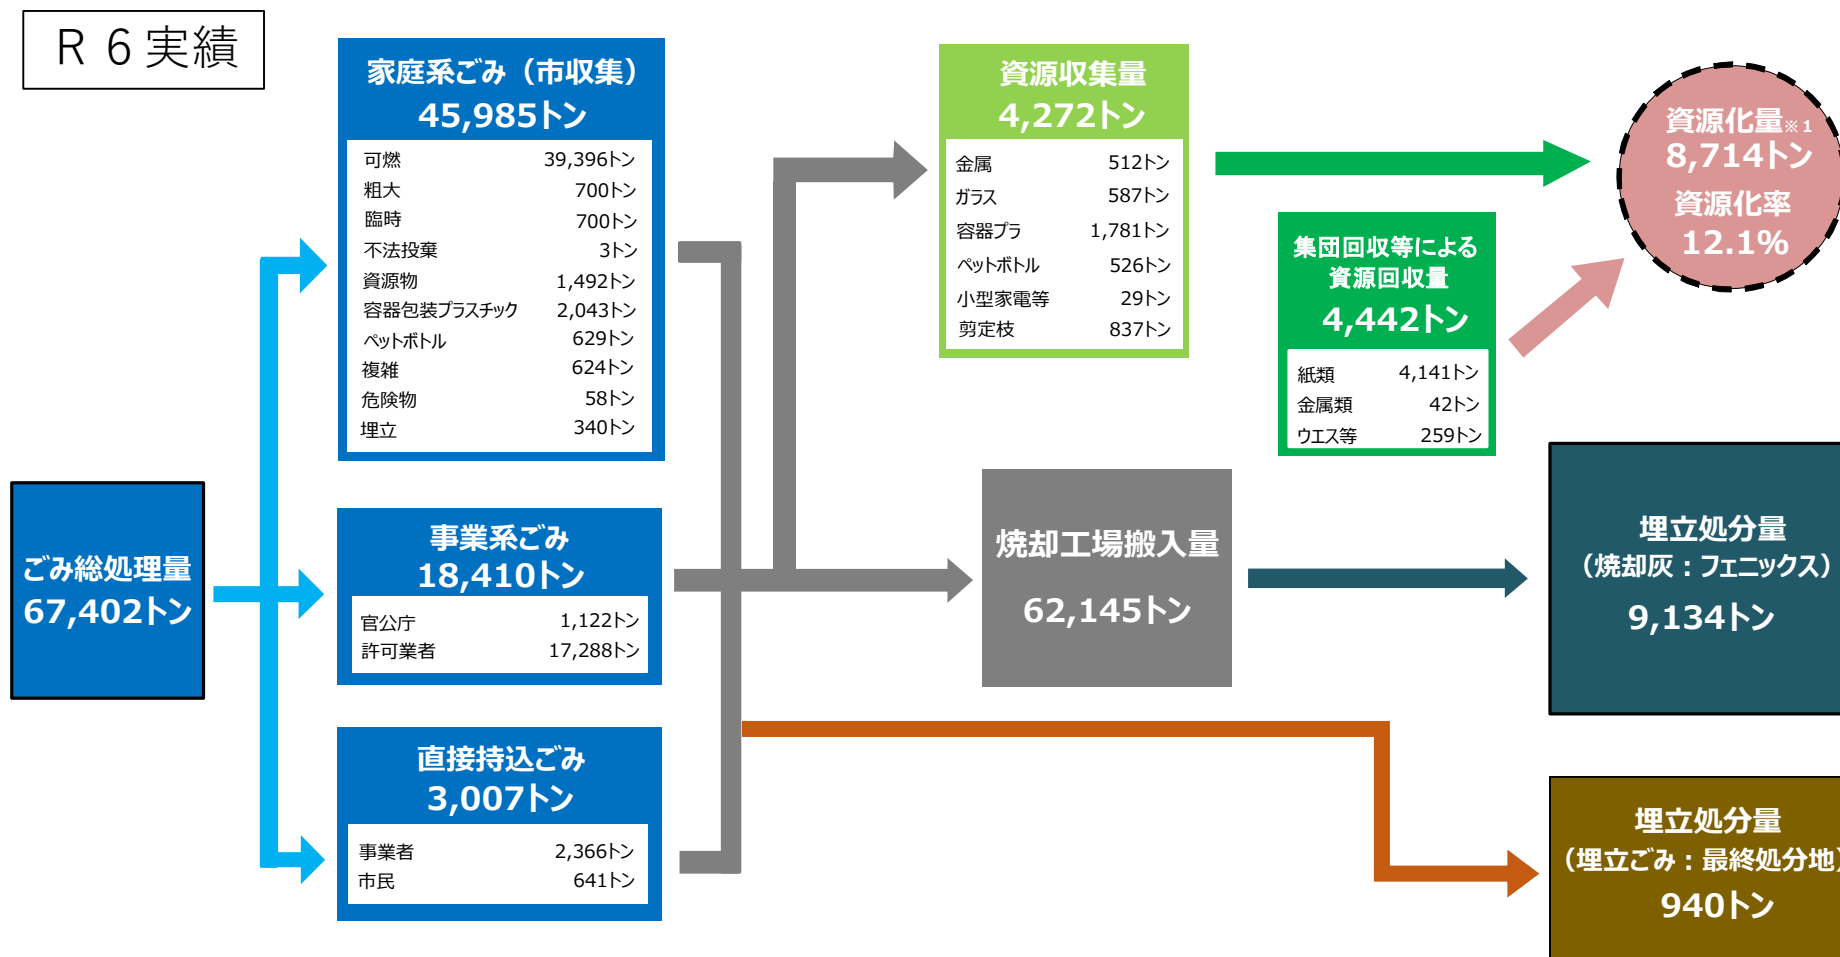 R 6 実績
ごみ総処理量
67,402トン
家庭系ごみ（市収集）
45,985トン
可燃 39,396トン
粗大 700トン
臨時 700トン
不法投棄 3トン
資源物 1,492トン
容器包装プラスチック 2,043トン
ペットボトル 629トン
複雑 624トン
危険物 58トン
埋立 340トン
事業系ごみ
18,410トン
官公庁 1,122トン
許可業者 17,288トン
直接持込ごみ
3,007トン
事業者 2,366トン
市民 641トン
資源収集量
4,272トン
金属 512トン
ガラス 587トン
容器プラ 1,781トン
ペットボトル 526トン
小型家電等 29トン
剪定枝 837トン
集団回収等による
資源回収量
4,442トン
紙類 4,141トン
金属類 42トン
ウエス等 259トン
資源化量※1
8,714トン
資源化率
12.1%
焼却工場搬入量
62,145トン
埋立処分量
（焼却灰：フェニックス）
9,134トン
埋立処分量
（埋立ごみ：最終処分地）
940トン